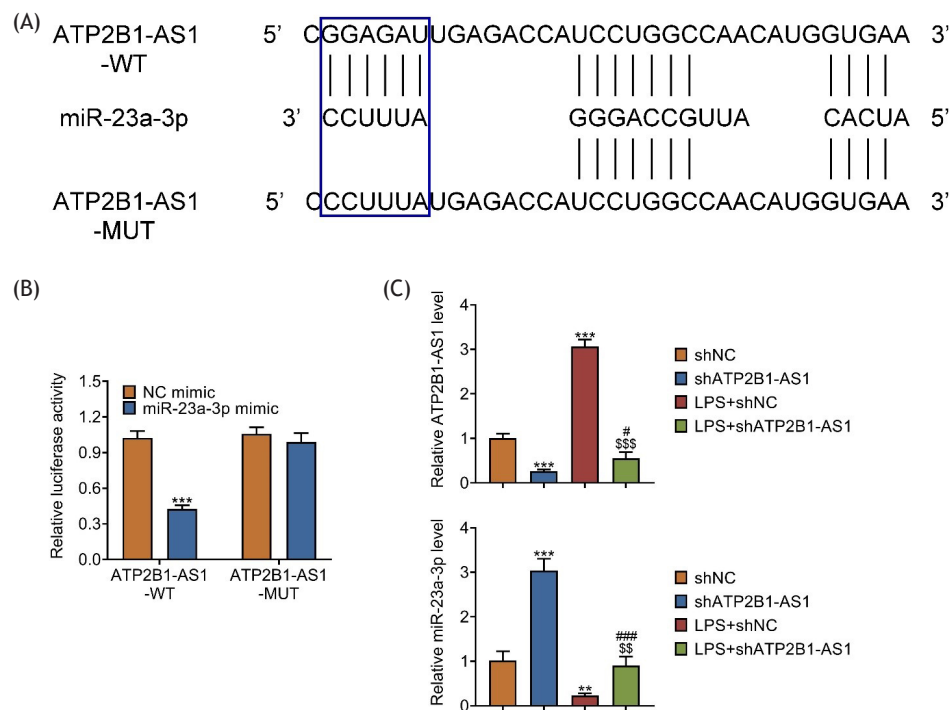 (A)
ATP2B1-AS1
-WT
5’ CGGAGAUUGAGACCAUCCUGGCCAACAUGGUGAA 3’
miR-23a-3p
3’ CCUUUA GGGACCGUUA CACUA 5’
ATP2B1-AS1
-MUT
5’ CCCUUUAUGAGACCAUCCUGGCCAACAUGGUGAA 3’
(B)
Relative luciferase activity
1.5
1.2
0.9
0.6
0.3
0.0
NC mimic
miR-23a-3p mimic
***
ATP2B1-AS1
-WT
ATP2B1-AS1
-MUT
(C)
Relative ATP2B1-AS1 level
4
3
2
1
0
***
***
#
$$$
shNC
shATP2B1-AS1
LPS+shNC
LPS+shATP2B1-AS1
Relative miR-23a-3p level
4
3
2
1
0
***
**
###
$$
shNC
shATP2B1-AS1
LPS+shNC
LPS+shATP2B1-AS1